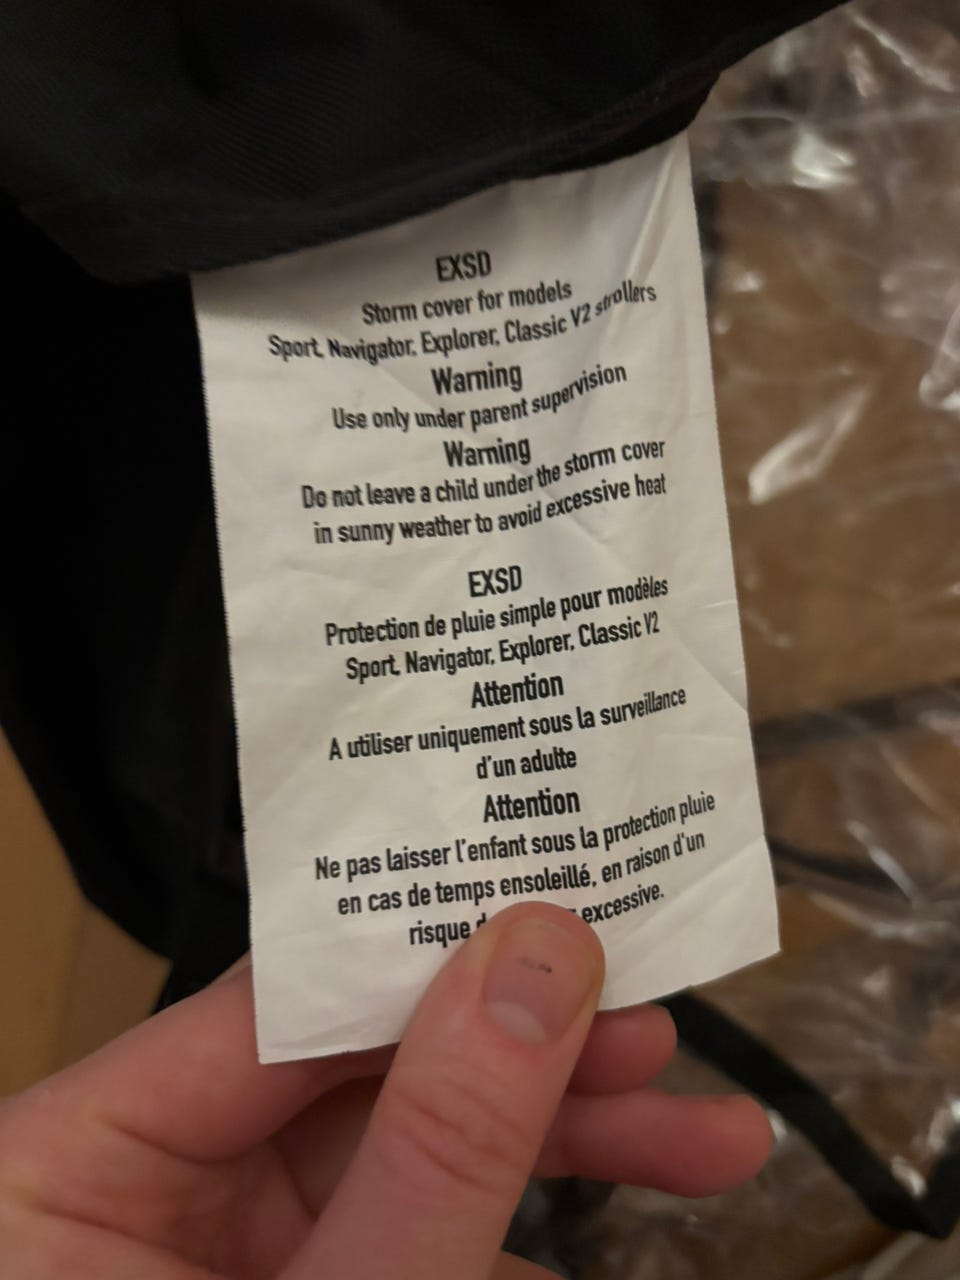 EXSD
Storm cover for models
Sport, Navigator, Explorer, Classic V2 strollers
Warning
Use only under parent supervision
Warning
Do not leave a child under the storm cover
in sunny weather to avoid excessive heat
EXSD
Protection de pluie simple pour modèles
Sport, Navigator, Explorer, Classic V2
Attention
A utiliser uniquement sous la surveillance
d'un adulte
Attention
Ne pas laisser l'enfant sous la protection pluie
en cas de temps ensoleillé, en raison d'un
risque excessive.